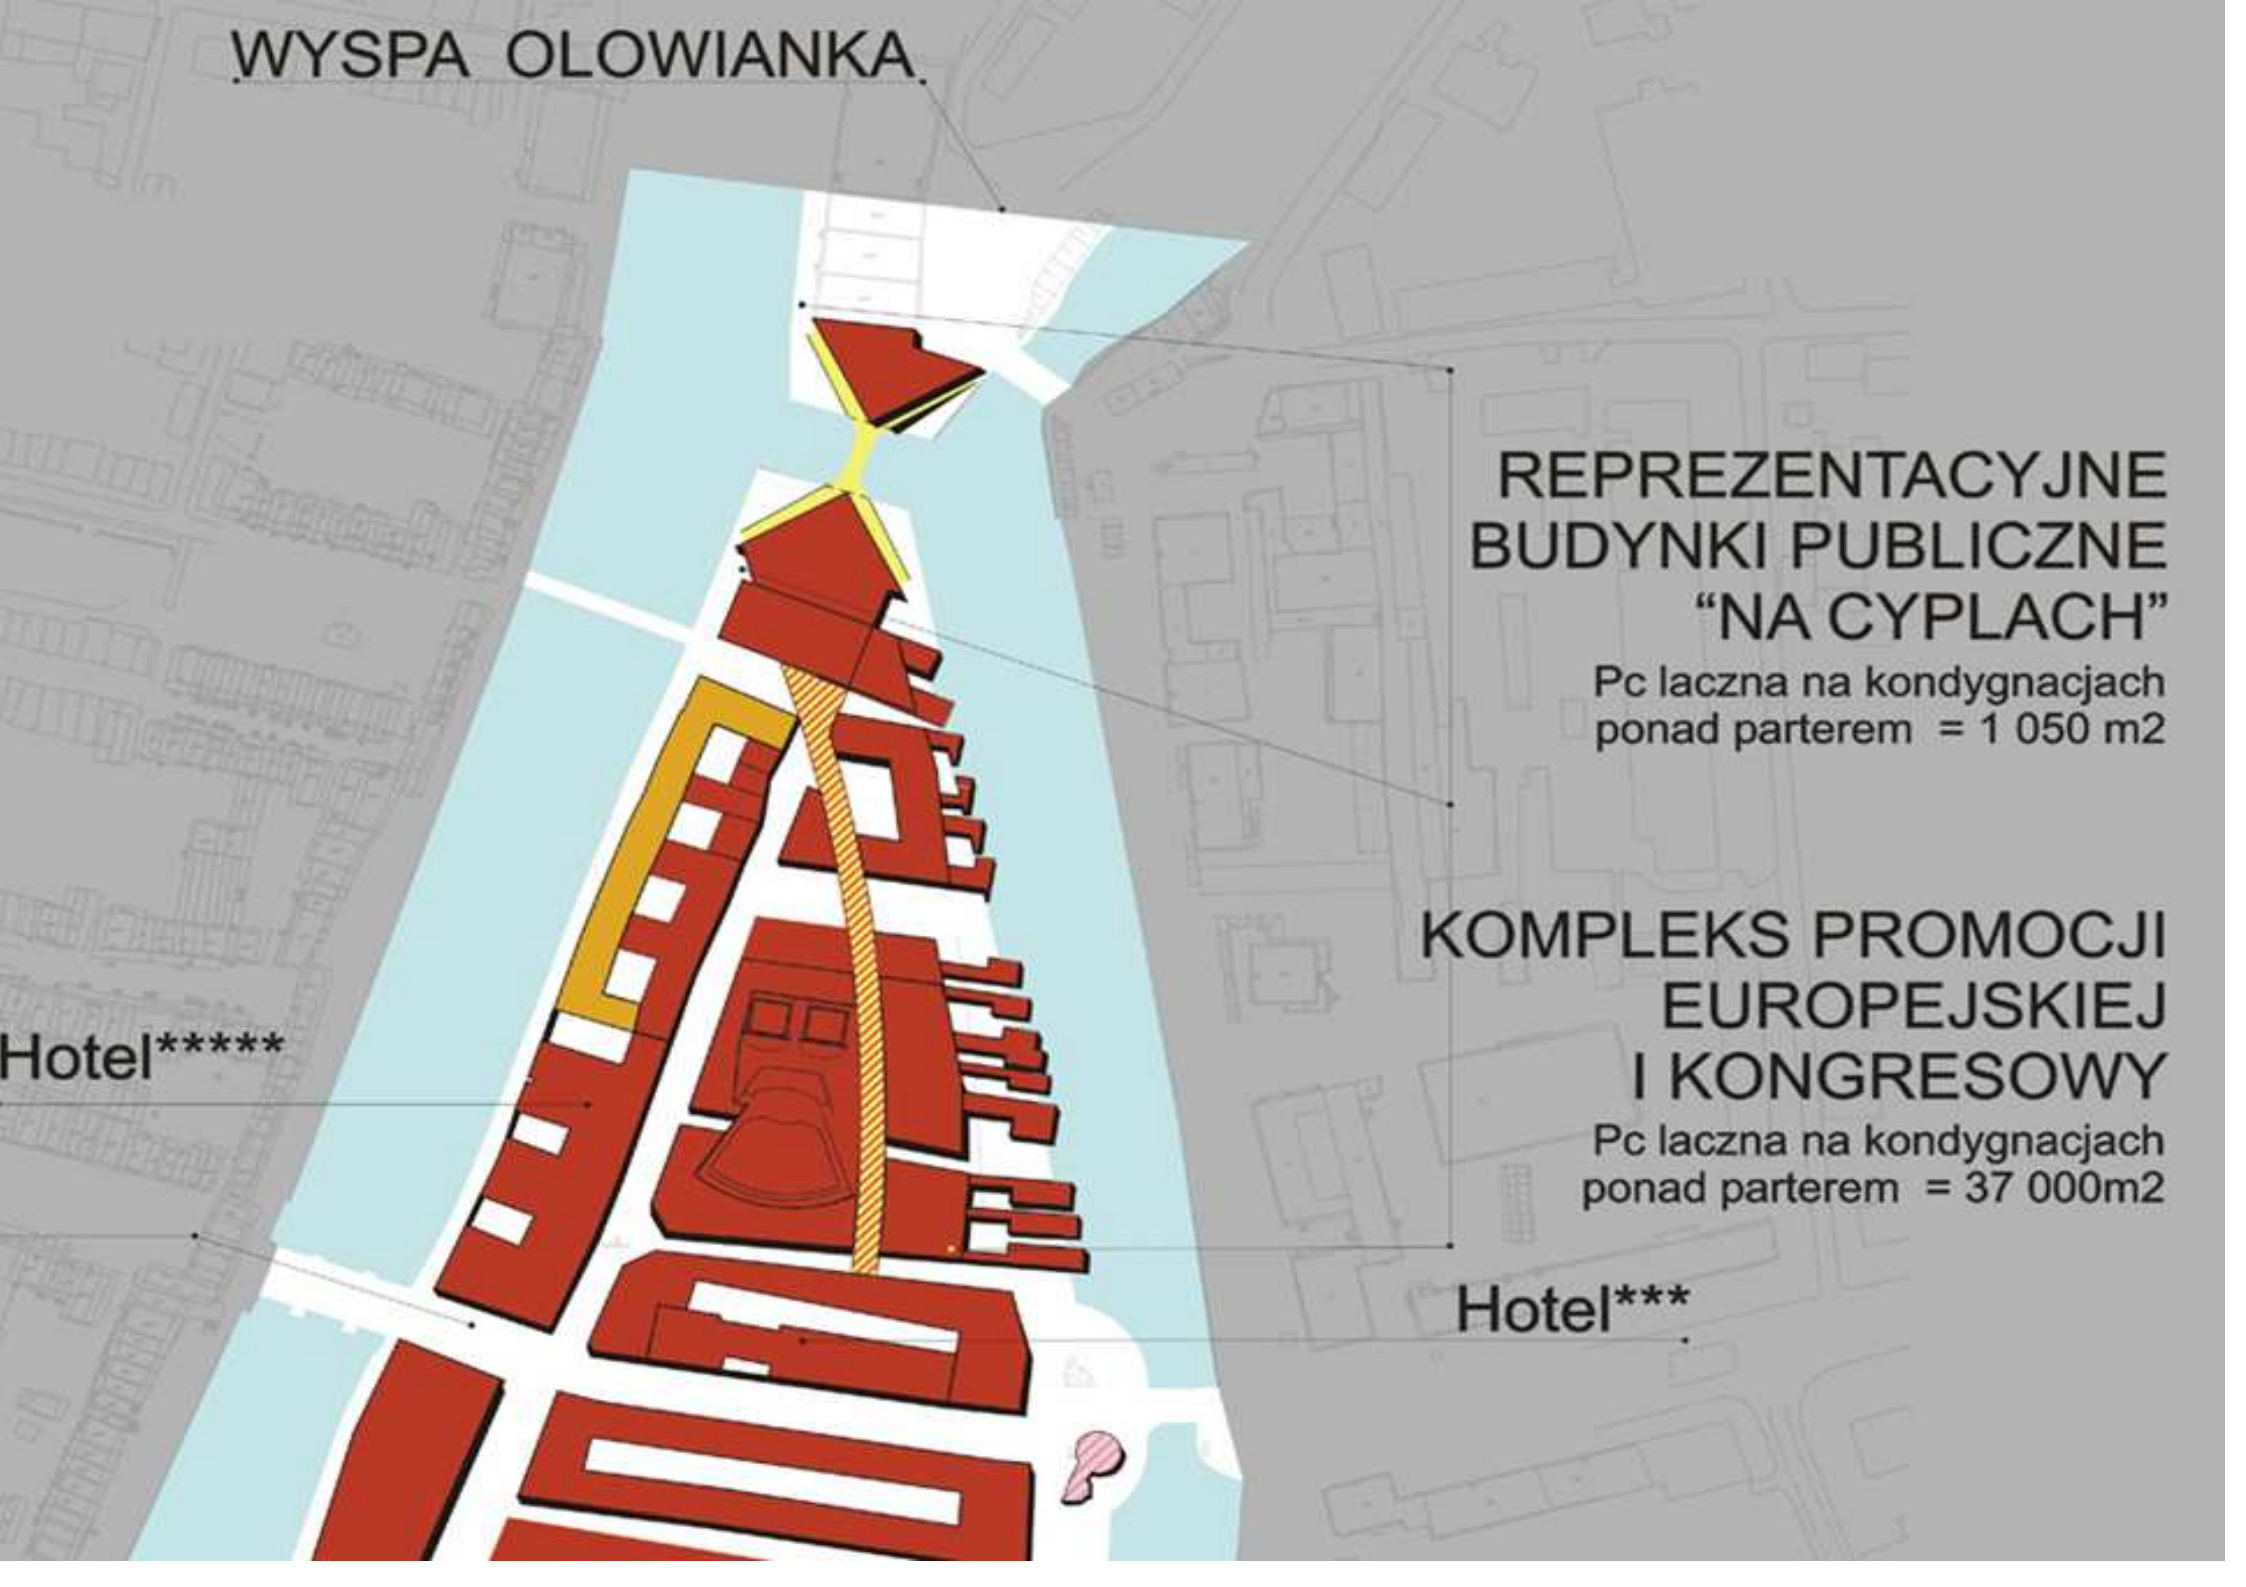 WYSPA OLOWIANKA
REPREZENTACYJNE
BUDYNKI PUBLICZNE
“NA CYPLACH”
Pc laczna na kondygnacjach
ponad parterem = 1 050 m2
KOMPLEKS PROMOCJI
EUROPEJSKIEJ
I KONGRESOWY
Pc laczna na kondygnacjach
ponad parterem = 37 000m2
Hotel*****
Hotel***